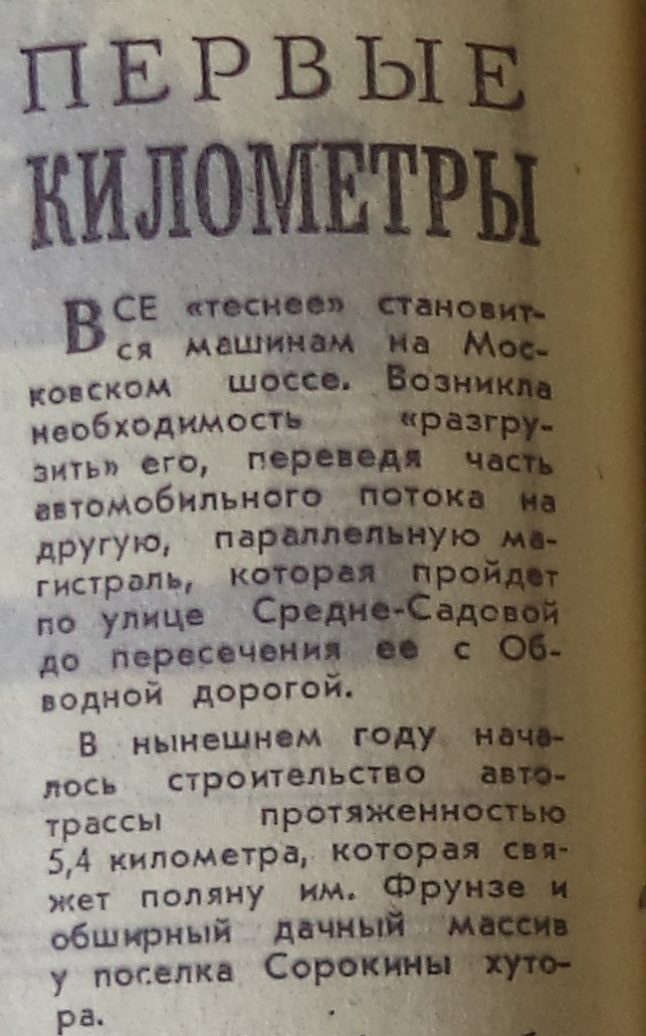 ПЕРВЫЕ
КИЛОМЕТРЫ
ВСЕ «теснее» становит-
ся машинам на Мос-
ковском шоссе. Возникла
необходимость «разгру-
зить» его, переведя часть
автомобильного потока на
другую, параллельную ма-
гистраль, которая пройдет
по улице Средне-Садовой
до пересечения ее с Об-
водной дорогой.
В нынешнем году нача-
лось строительство авто-
трассы протяженностью
5,4 километра, которая свя-
жет поляну им. Фрунзе и
обширный дачный массив
у поселка Сорокины хуто-
ра.